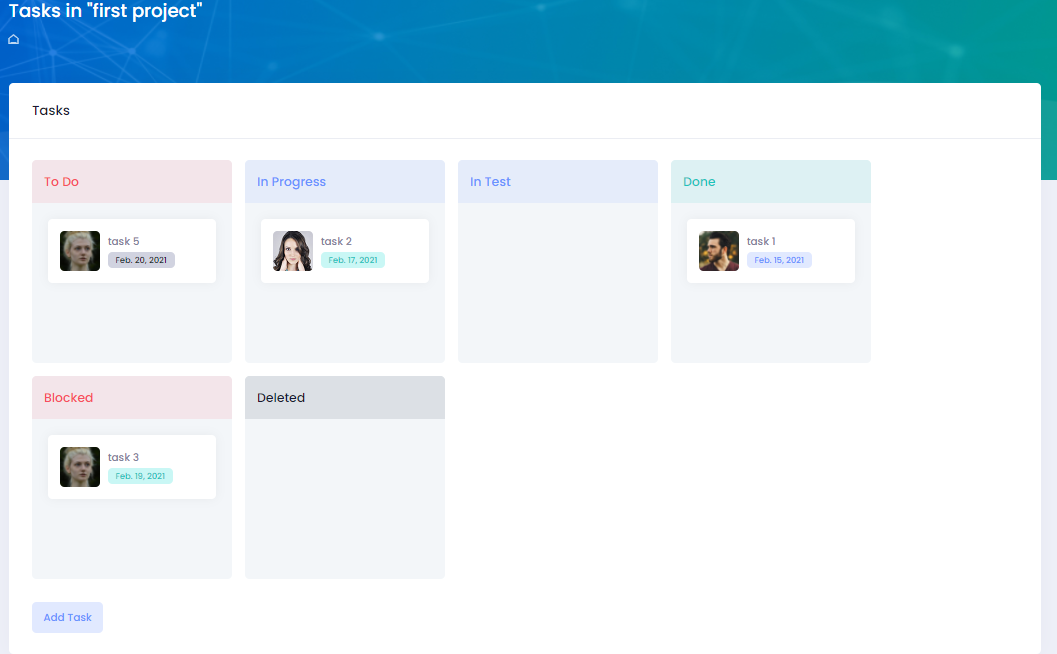 Tasks in "first project"
Tasks
To Do
task 5
Feb. 20, 2021
In Progress
task 2
Feb. 17, 2021
In Test
Done
task 1
Feb. 15, 2021
Blocked
task 3
Feb. 19, 2021
Deleted
Add Task